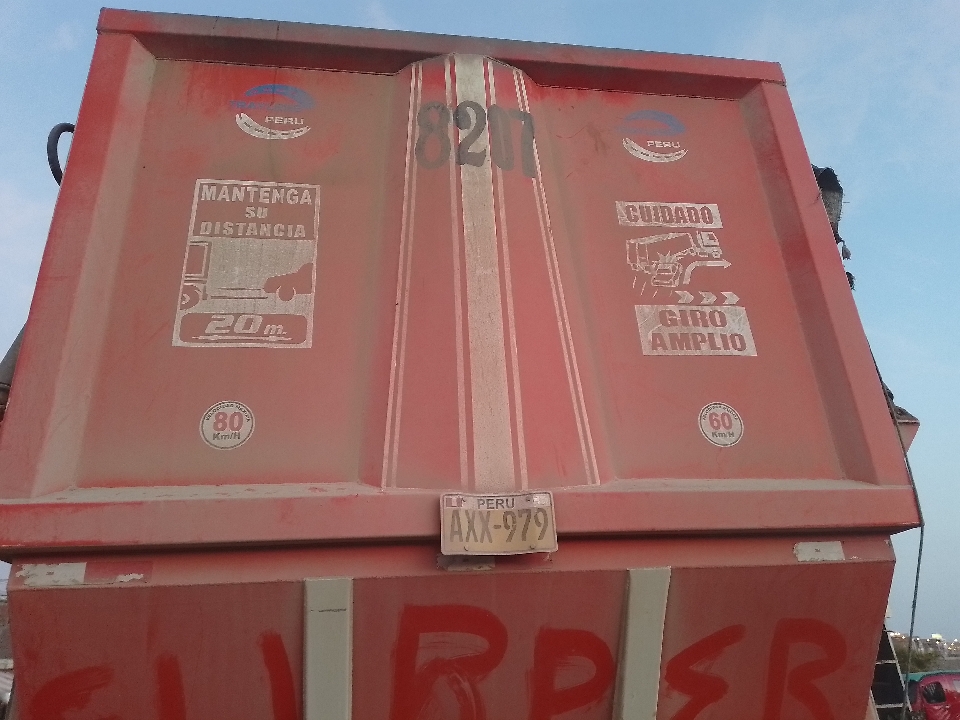 PERU
8207
PERU
MANTENGA
SU
DISTANCIA
20 m.
CUIDADO
GIRO
AMPLIO
80
Km/H
60
Km/H
PERU
AXX-979